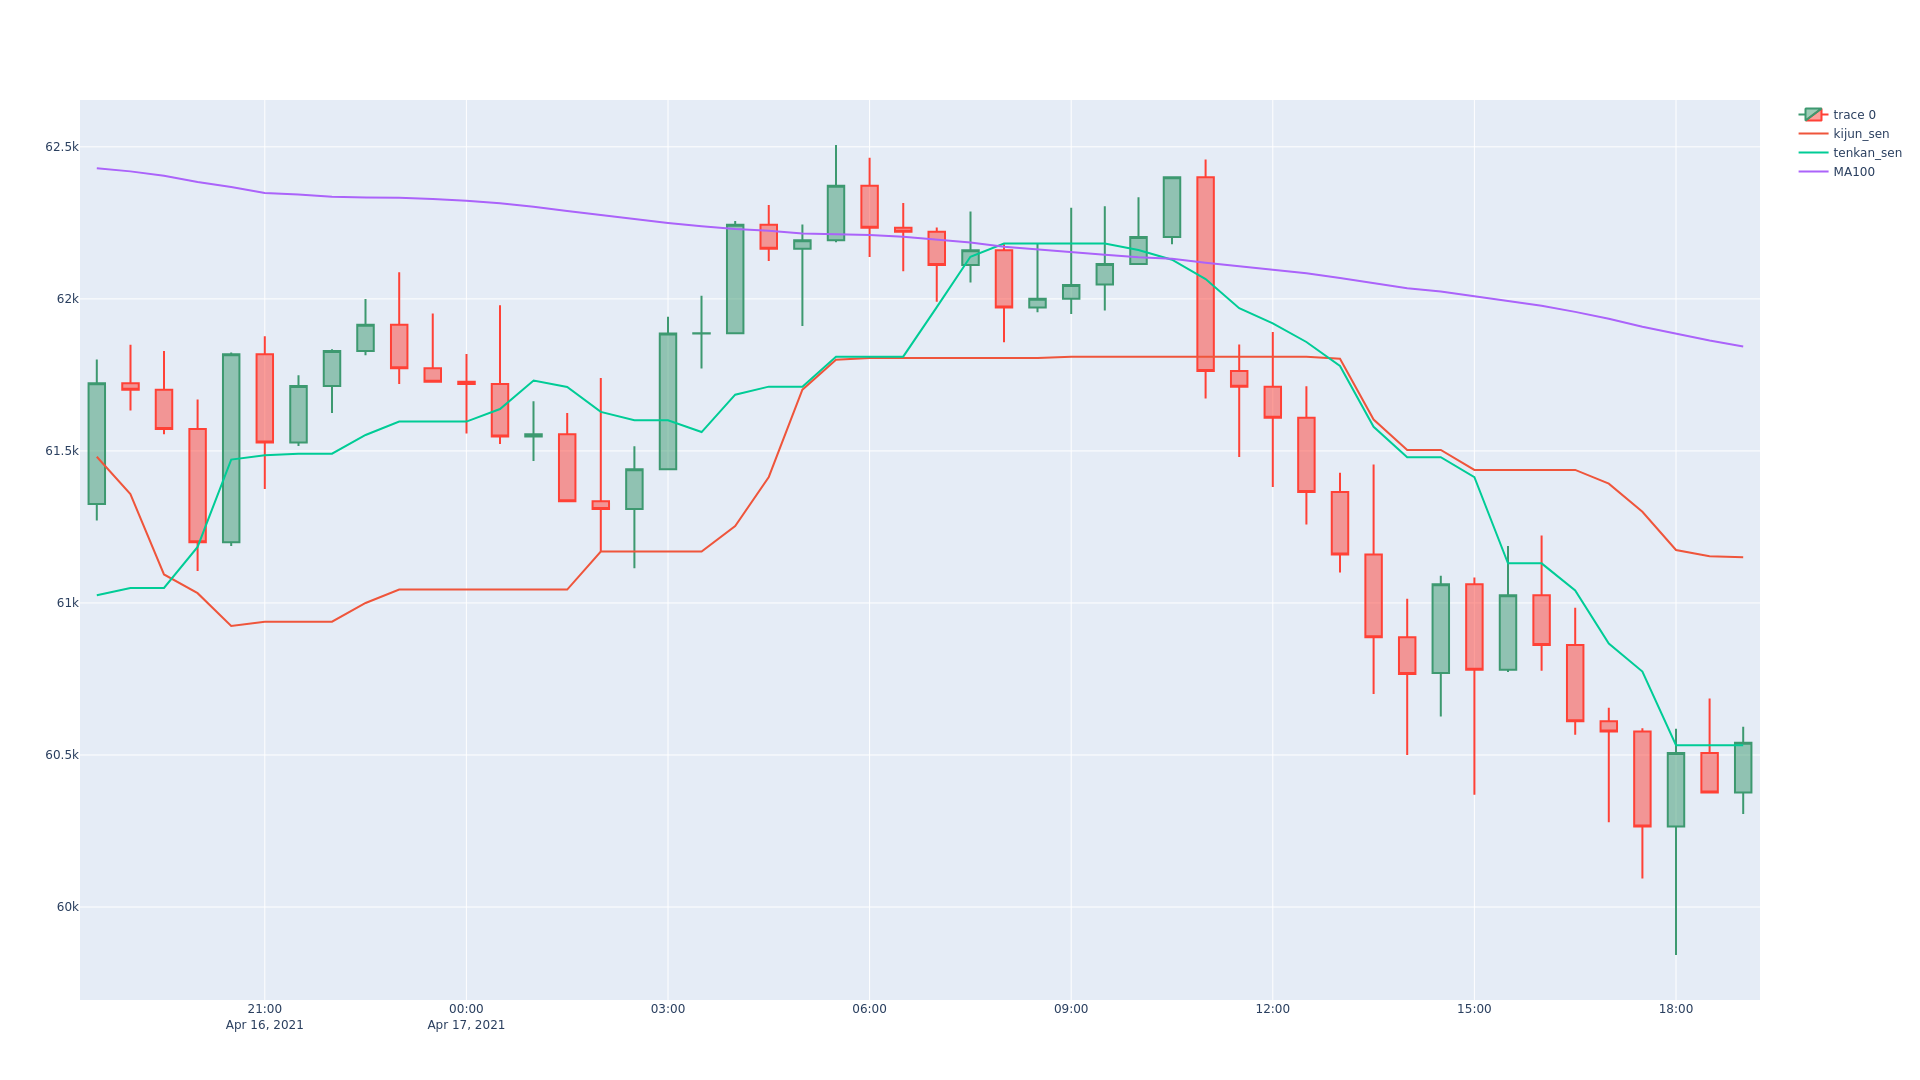 62.5k
62k
61.5k
61k
60.5k
60k
21:00
Apr 16, 2021
00:00
Apr 17, 2021
03:00
06:00
09:00
12:00
15:00
18:00
trace 0
kijun_sen
tenkan_sen
MA100